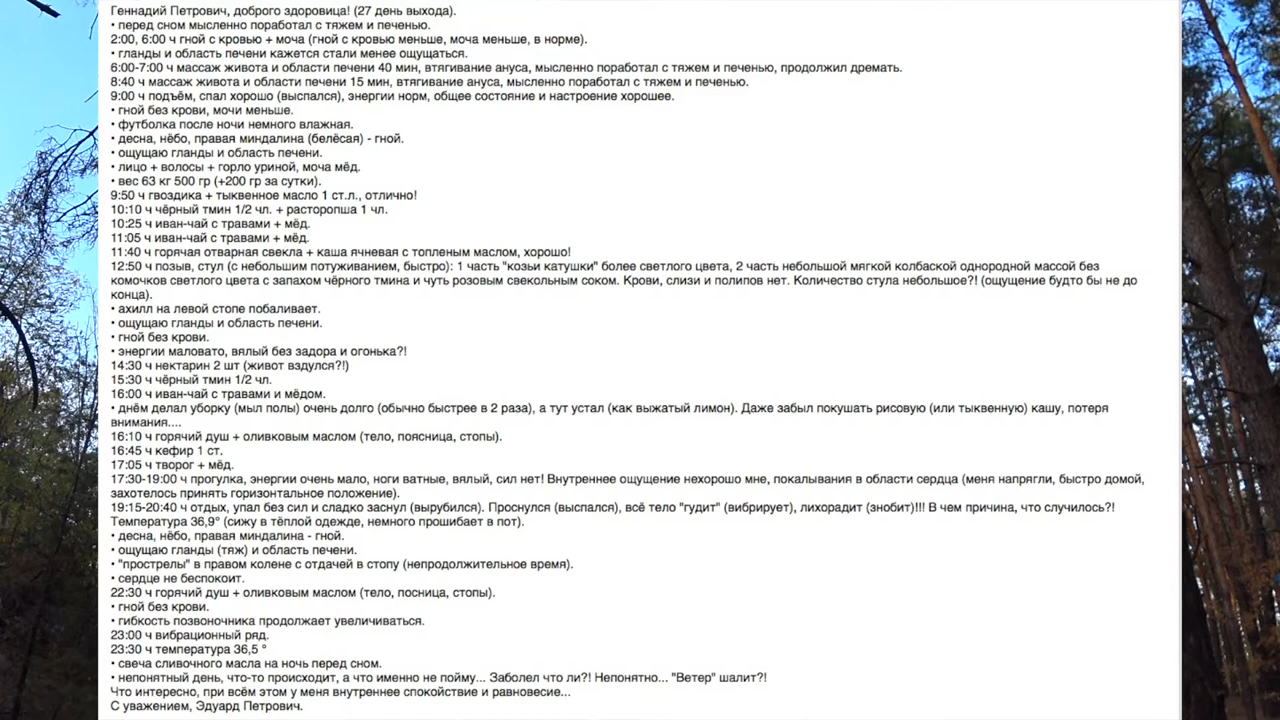 Геннадий Петрович, доброго здоровица! (27 день выхода).
• перед сном мысленно поработал с тяжем и печенью.
2:00, 6:00 ч гной с кровью + моча (гной с кровью меньше, моча меньше, в норме).
• гланды и область печени кажется стали менее ощущаться.
6:00-7:00 ч массаж живота и области печени 40 мин, втягивание ануса, мысленно поработал с тяжем и печенью, продолжил дремать.
8:40 ч массаж живота и области печени 15 мин, втягивание ануса, мысленно поработал с тяжем и печенью.
9:00 ч подъём, спал хорошо (выспался), энергии норм, общее состояние и настроение хорошее.
• гной без крови, мочи меньше.
• футболка после ночи немного влажная.
• десна, нёбо, правая миндалина (белёсая) - гной.
• ощущаю гланды и область печени.
• лицо + волосы + горло уриной, моча мёд.
• вес 63 кг 500 гр (+200 гр за сутки).
9:50 ч гвоздика + тыквенное масло 1 ст.л., отлично!
10:10 ч чёрный тмин 1/2 чл. + расторопша 1 чл.
10:25 ч иван-чай с травами + мёд.
11:05 ч иван-чай с травами + мёд.
11:40 ч горячая отварная свекла + каша ячневая с топленым маслом, хорошо!
12:50 ч позыв, стул (с небольшим потуживанием, быстро): 1 часть "козьи катушки" более светлого цвета, 2 часть небольшой мягкой колбаской однородной массой без
комочков светлого цвета с запахом чёрного тмина и чуть розовым свекольным соком. Крови, слизи и полипов нет. Количество стула небольшое?! (ощущение будто бы не до
конца).
• ахилл на левой стопе побаливает.
• ощущаю гланды и область печени.
• гной без крови.
• энергии маловато, вялый без задора и огонька?!
14:30 ч нектарин 2 шт (живот вздулся?!)
15:30 ч чёрный тмин 1/2 чл.
16:00 ч иван-чай с травами и мёдом.
• днём делал уборку (мыл полы) очень долго (обычно быстрее в 2 раза), а тут устал (как выжатый лимон). Даже забыл покушать рисовую (или тыквенную) кашу, потеря
внимания....
16:10 ч горячий душ + оливковым маслом (тело, поясница, стопы).
16:45 ч кефир 1 ст.
17:05 ч творог + мёд.
17:30-19:00 ч прогулка, энергии очень мало, ноги ватные, вялый, сил нет! Внутреннее ощущение нехорошо мне, покалывания в области сердца (меня напрягли, быстро домой,
захотелось принять горизонтальное положение).
19:15-20:40 ч отдых, упал без сил и сладко заснул (вырубился). Проснулся (выспался), всё тело "гудит" (вибрирует), лихорадит (знобит)!!! В чем причина, что случилось?!
Температура 36,9° (сижу в тёплой одежде, немного прошибает в пот).
• десна, нёбо, правая миндалина - гной.
• ощущаю гланды (тяж) и область печени.
• "прострелы" в правом колене с отдачей в стопу (непродолжительное время).
• сердце не беспокоит.
22:30 ч горячий душ + оливковым маслом (тело, посница, стопы).
• гной без крови.
• гибкость позвоночника продолжает увеличиваться.
23:00 ч вибрационный ряд.
23:30 ч температура 36,5 °
• свеча сливочного масла на ночь перед сном.
• непонятный день, что-то происходит, а что именно не пойму... Заболел что ли?! Непонятно... "Ветер" шалит?!
Что интересно, при всём этом у меня внутреннее спокойствие и равновесие...
С уважением, Эдуард Петрович.